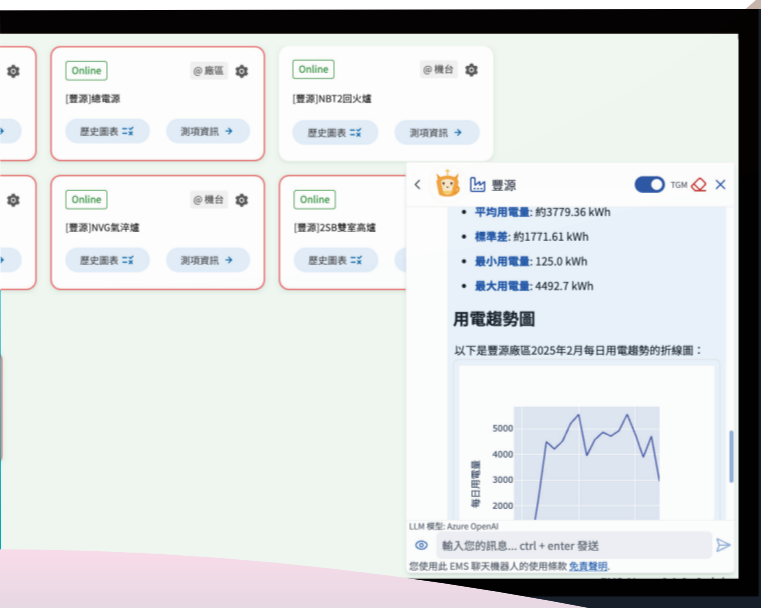 Online
@廠區
[豐源]總電源
歷史圖表
測項資訊
Online
@機台
[豐源]NBT2回火爐
歷史圖表
測項資訊
Online
@機台
[豐源]NVG氣淬爐
歷史圖表
測項資訊
Online
[豐源]2SB雙室高爐
歷史圖表
豐源
TGM
平均用電量: 約3779.36 kWh
標準差: 約1771.61 kWh
最小用電量: 125.0 kWh
最大用電量: 4492.7 kWh
用電趨勢圖
以下是豐源廠區2025年2月每日用電趨勢的折線圖：
5000
4000
3000
2000
每日用電量
LLM 模型: Azure OpenAI
輸入您的訊息... ctrl + enter 發送
您使用此 EMS 聊天機器人的使用條款 免責聲明.